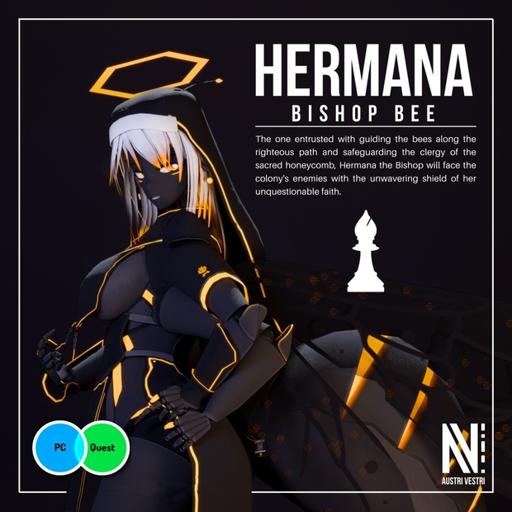 HERMANA
BISHOP BEE
The one entrusted with guiding the bees along the
righteous path and safeguarding the clergy of the
sacred honeycomb, Hermana the Bishop will face the
colony's enemies with the unwavering shield of her
unquestionable faith.
PC Quest
AUSTRI VESTRI